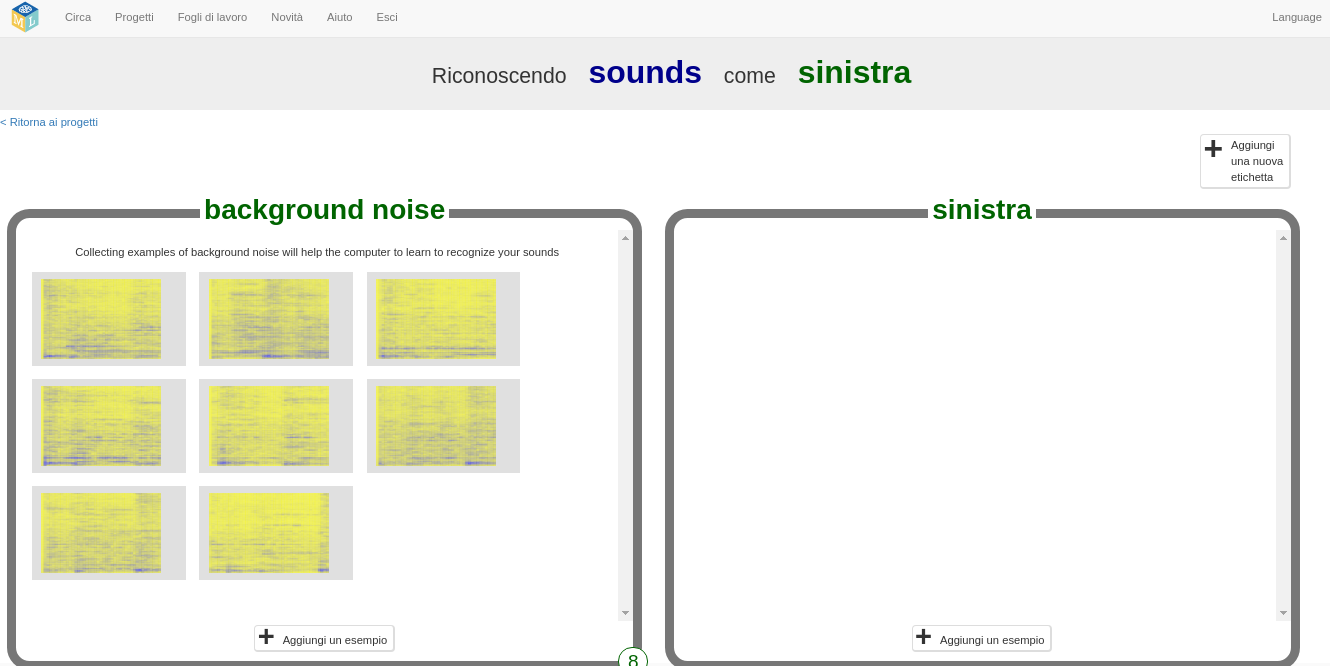 Circa Progetti Fogli di lavoro Novità Aiuto Esci Language
Riconoscendo sounds come sinistra
< Ritorna ai progetti
Aggiungi
una nuova
etichetta
background noise
Collecting examples of background noise will help the computer to learn to recognize your sounds
Aggiungi un esempio
8
sinistra
Aggiungi un esempio